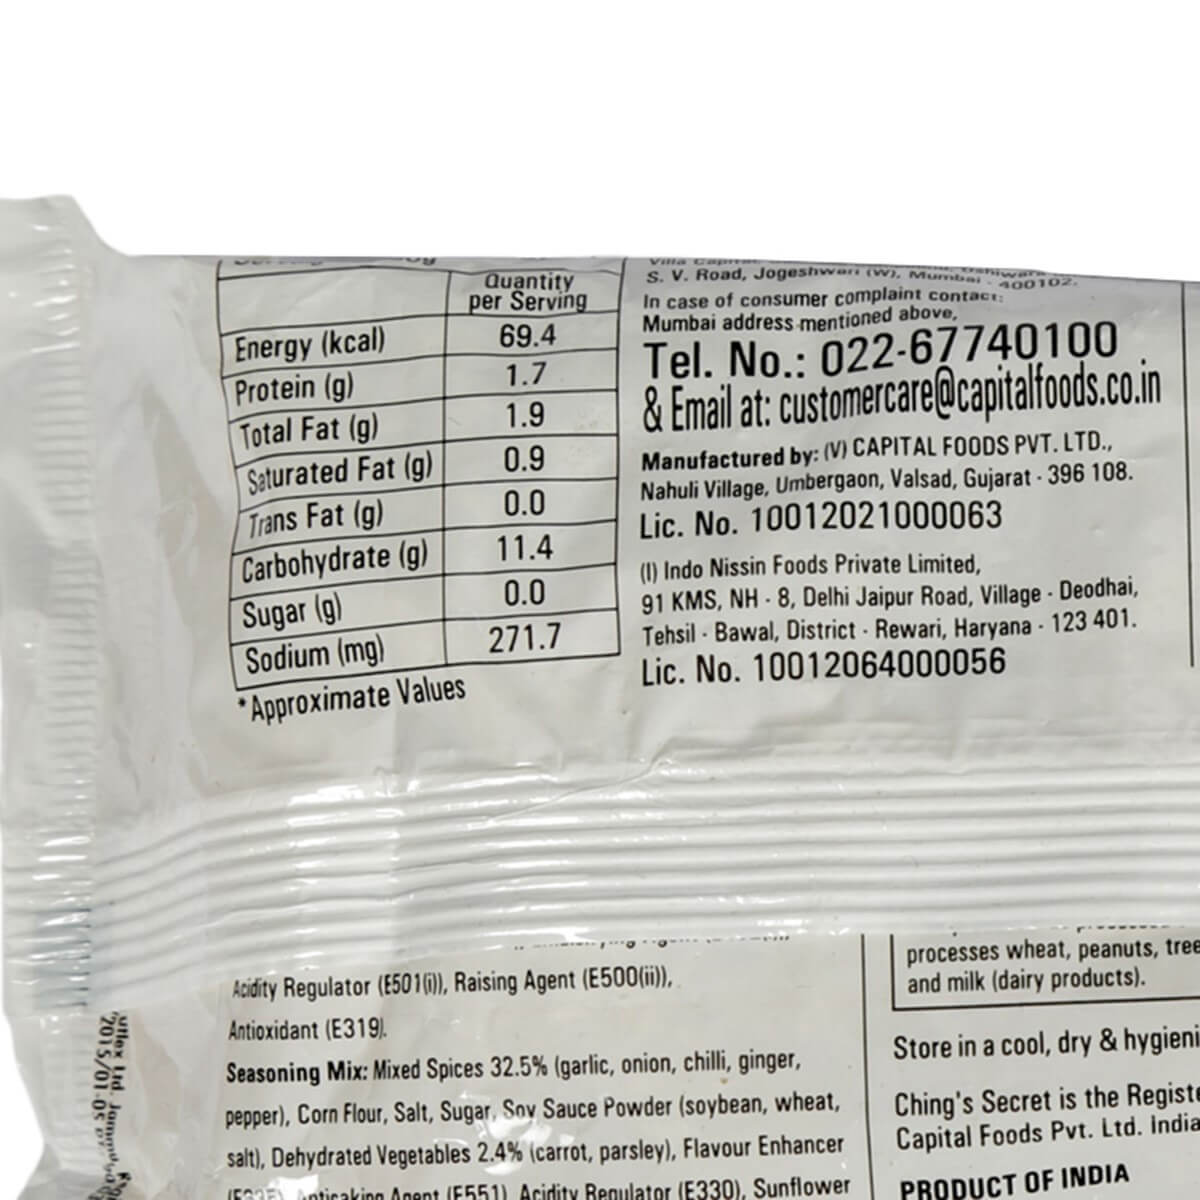 Quantity
per Serving
Energy (kcal) 69.4
Protein (g) 1.7
Total Fat (g) 1.9
Saturated Fat (g) 0.9
Trans Fat (g) 0.0
Carbohydrate (g) 11.4
Sugar (g) 0.0
Sodium (mg) 271.7
*Approximate Values
S. V. Road, Jogeshwari (W), Mumbai - 400102.
In case of consumer complaint contact:
Mumbai address mentioned above,
Tel. No.: 022-67740100
& Email at: customercare@capitalfoods.co.in
Manufactured by: (V) CAPITAL FOODS PVT. LTD.,
Nahuli Village, Umbergaon, Valsad, Gujarat - 396 108.
Lic. No. 10012021000063
(I) Indo Nissin Foods Private Limited,
91 KMS, NH - 8, Delhi Jaipur Road, Village - Deodhai,
Tehsil - Bawal, District - Rewari, Haryana - 123 401.
Lic. No. 10012064000056
Acidity Regulator (E501(i)), Raising Agent (E500(ii)),
Antioxidant (E319).
Seasoning Mix: Mixed Spices 32.5% (garlic, onion, chilli, ginger,
pepper), Corn Flour, Salt, Sugar, Soy Sauce Powder (soybean, wheat,
salt), Dehydrated Vegetables 2.4% (carrot, parsley), Flavour Enhancer
Anticaking Agent (E551), Acidity Regulator (E330), Sunflower
processes wheat, peanuts, tree
and milk (dairy products).
Store in a cool, dry & hygieni
Ching's Secret is the Registe
Capital Foods Pvt. Ltd. India
PRODUCT OF INDIA